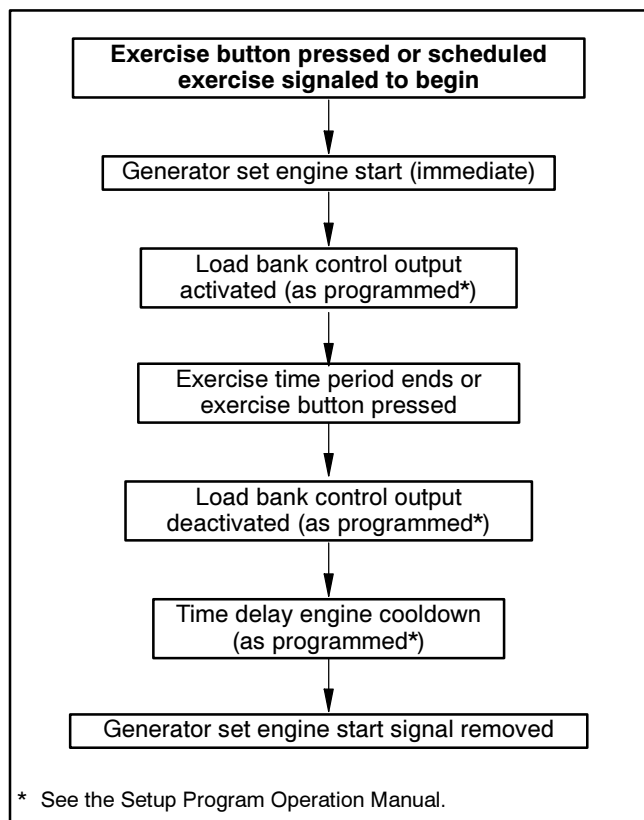 Exercise button pressed or scheduled
exercise signaled to begin
Generator set engine start (immediate)
Load bank control output
activated (as programmed*)
Exercise time period ends or
exercise button pressed
Load bank control output
deactivated (as programmed*)
Time delay engine cooldown
(as programmed*)
Generator set engine start signal removed
* See the Setup Program Operation Manual.